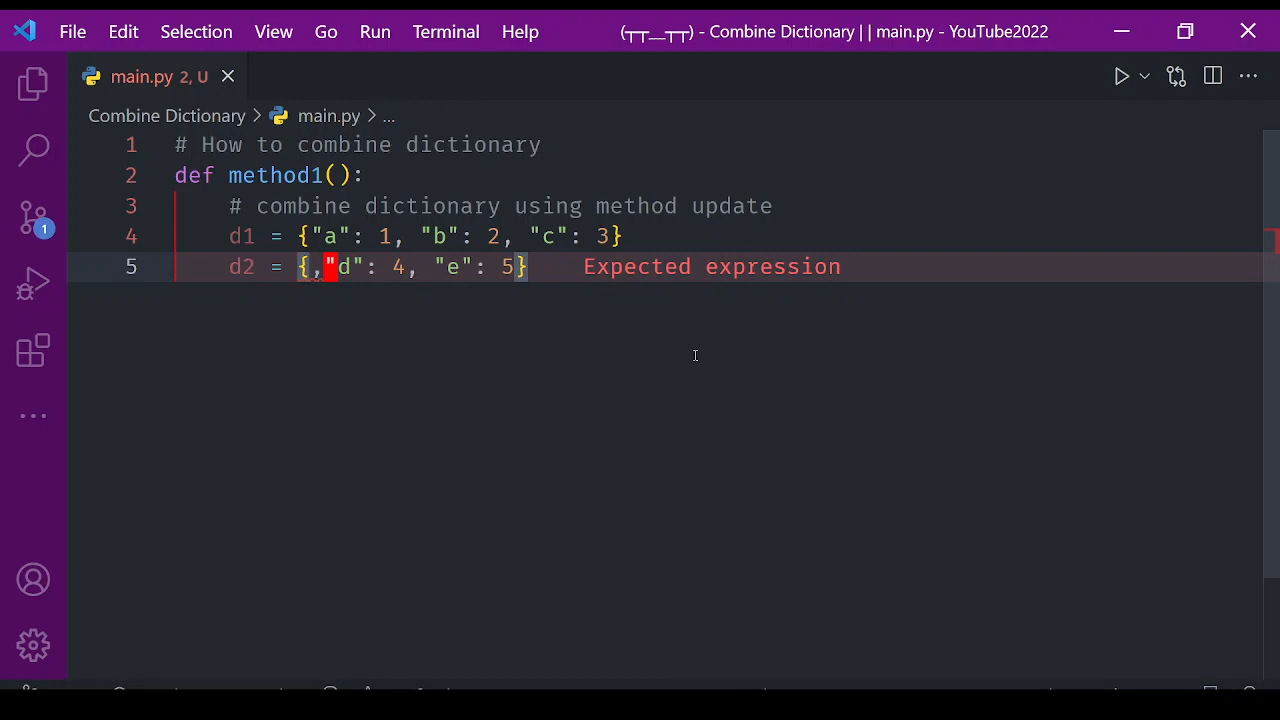 File Edit Selection View Go Run Terminal Help (┬┬__┬┬) - Combine Dictionary || main.py - YouTube2022
main.py 2, U
Combine Dictionary > main.py > ...
1 # How to combine dictionary
2 def method1():
3 # combine dictionary using method update
4 d1 = {"a": 1, "b": 2, "c": 3}
5 d2 = {,"d": 4, "e": 5} Expected expression
1